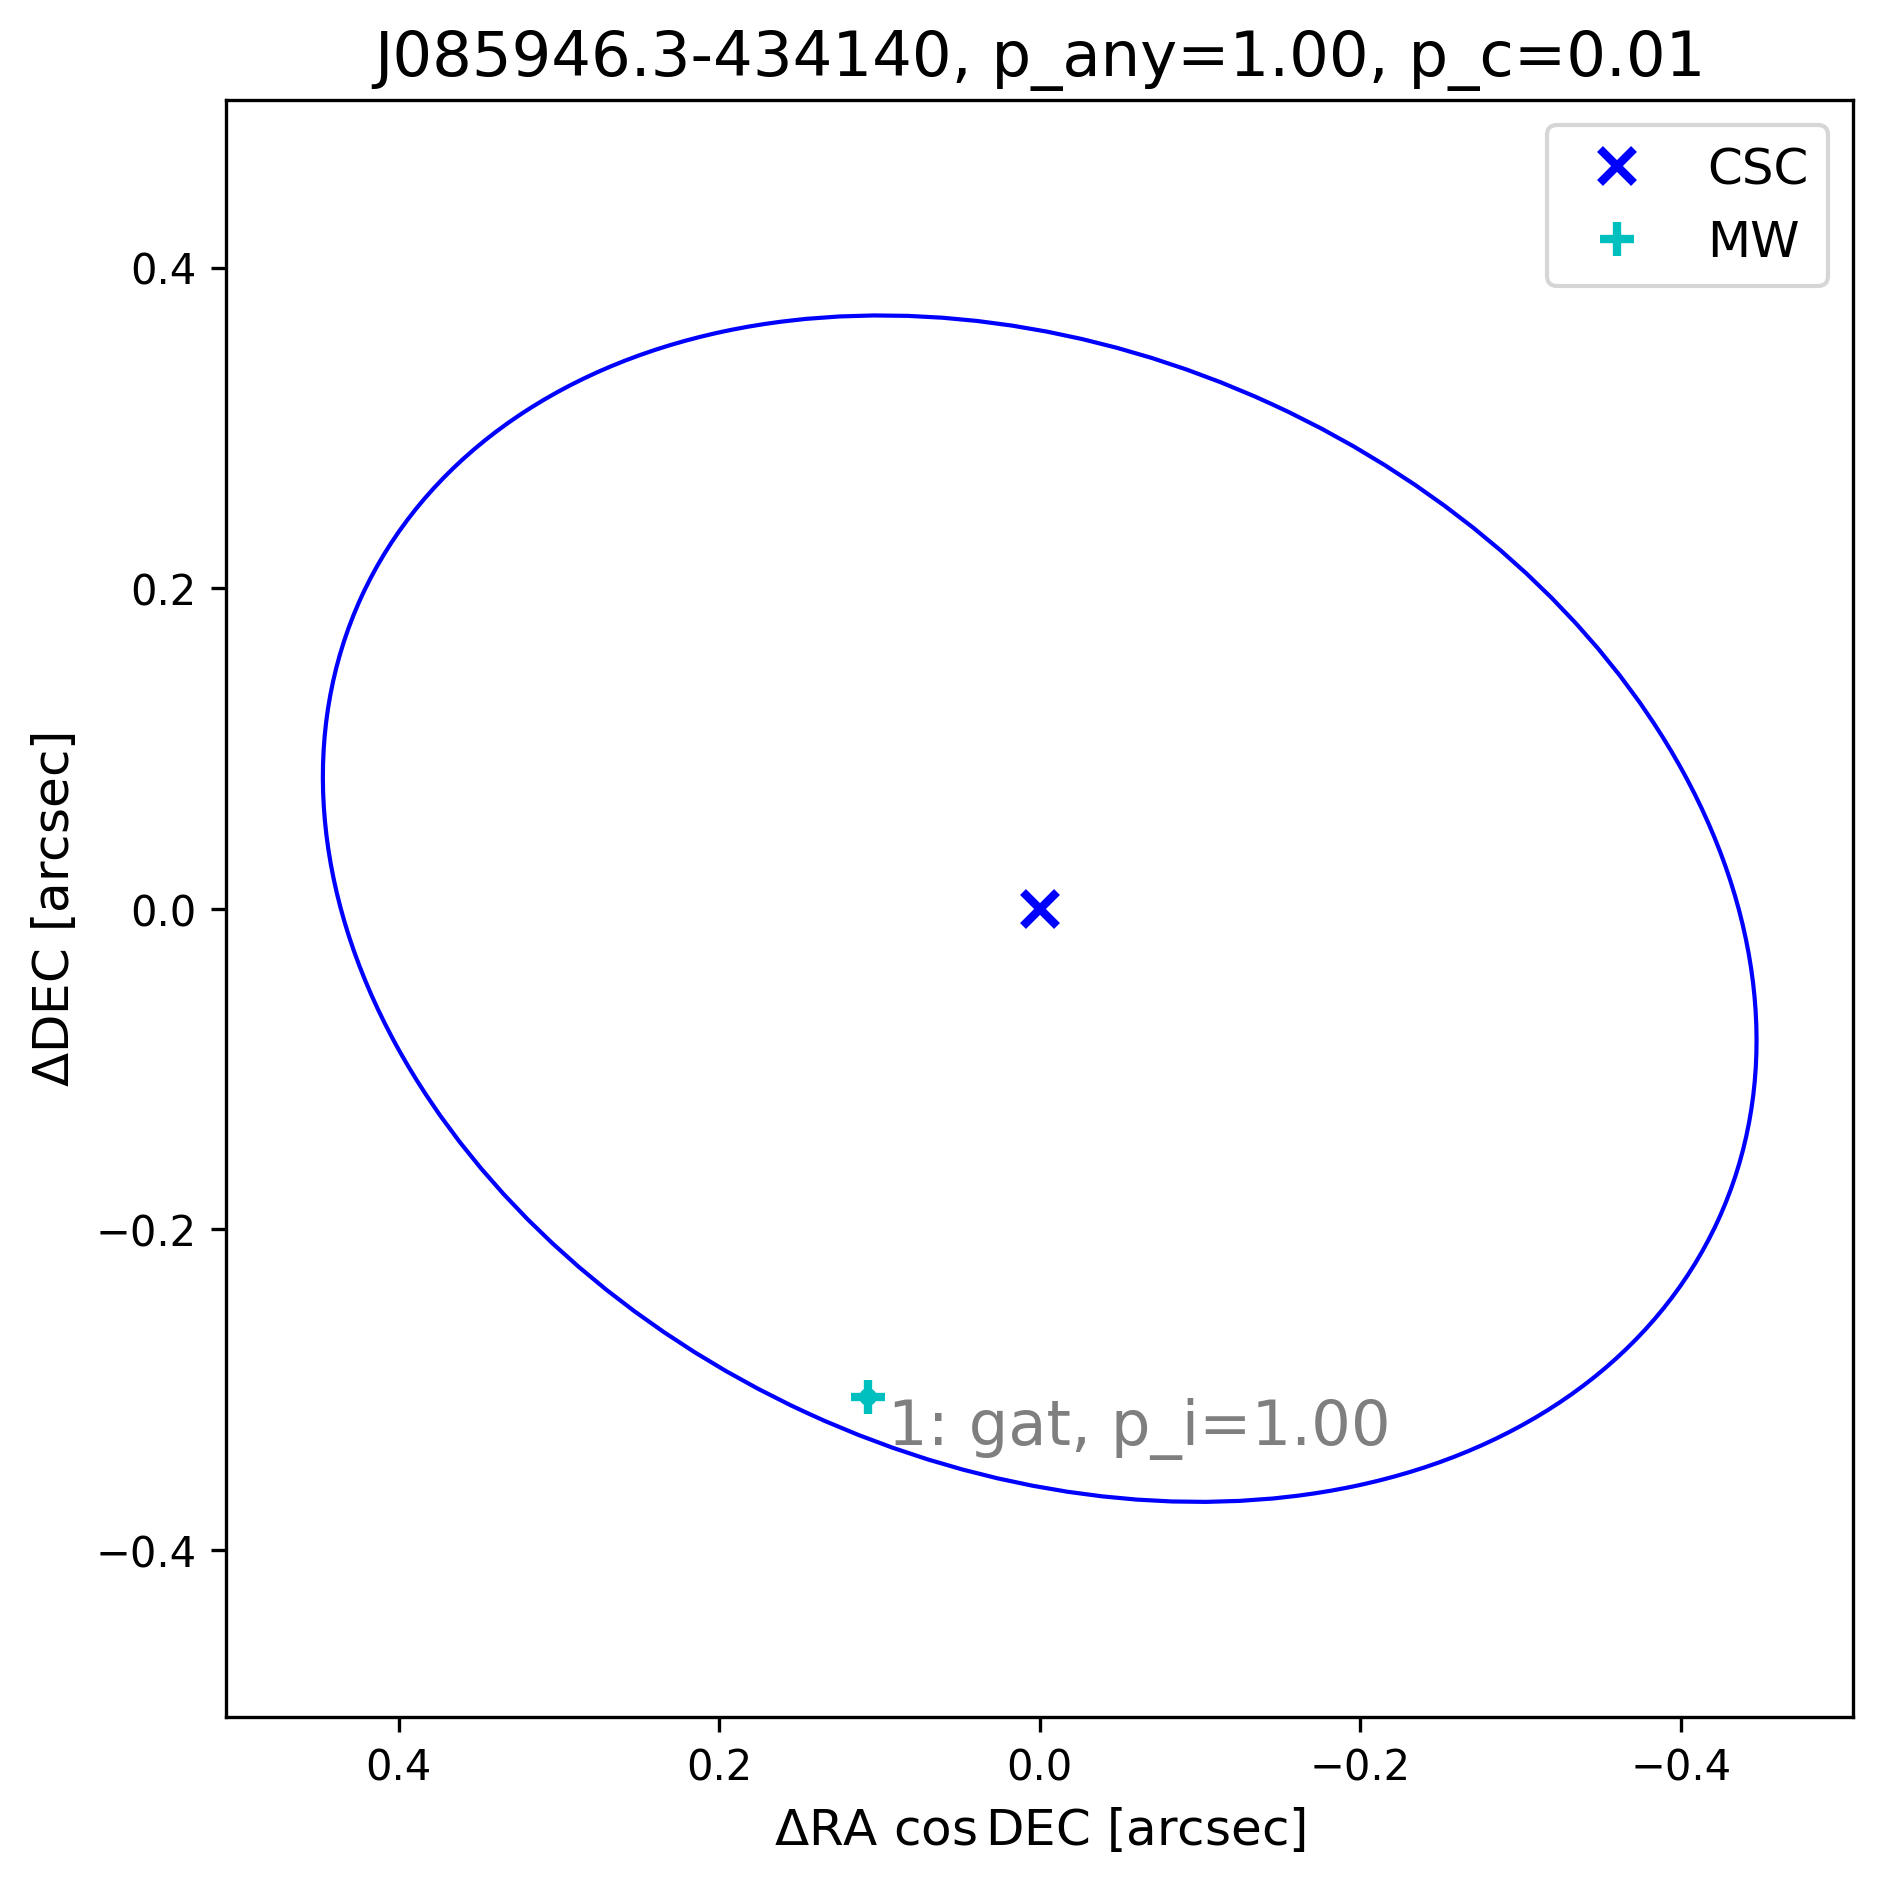 J085946.3-434140, p_any=1.00, p_c=0.01
CSC
MW
0.4
0.2
0.0
−0.2
−0.4
ΔDEC [arcsec]
1: gat, p_i=1.00
0.4
0.2
0.0
−0.2
−0.4
ΔRA cos DEC [arcsec]